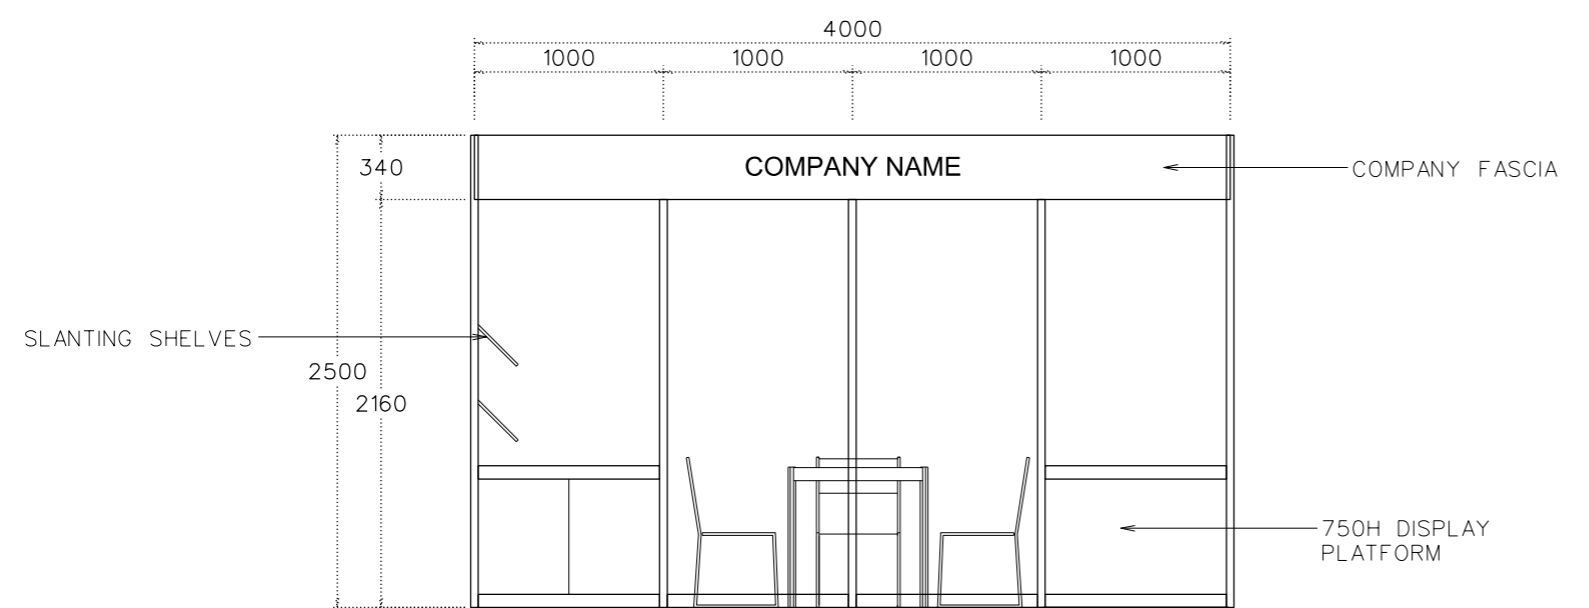 4000
1000 1000 1000 1000
340
COMPANY NAME
COMPANY FASCIA
SLANTING SHELVES
2500
2160
750H DISPLAY
PLATFORM